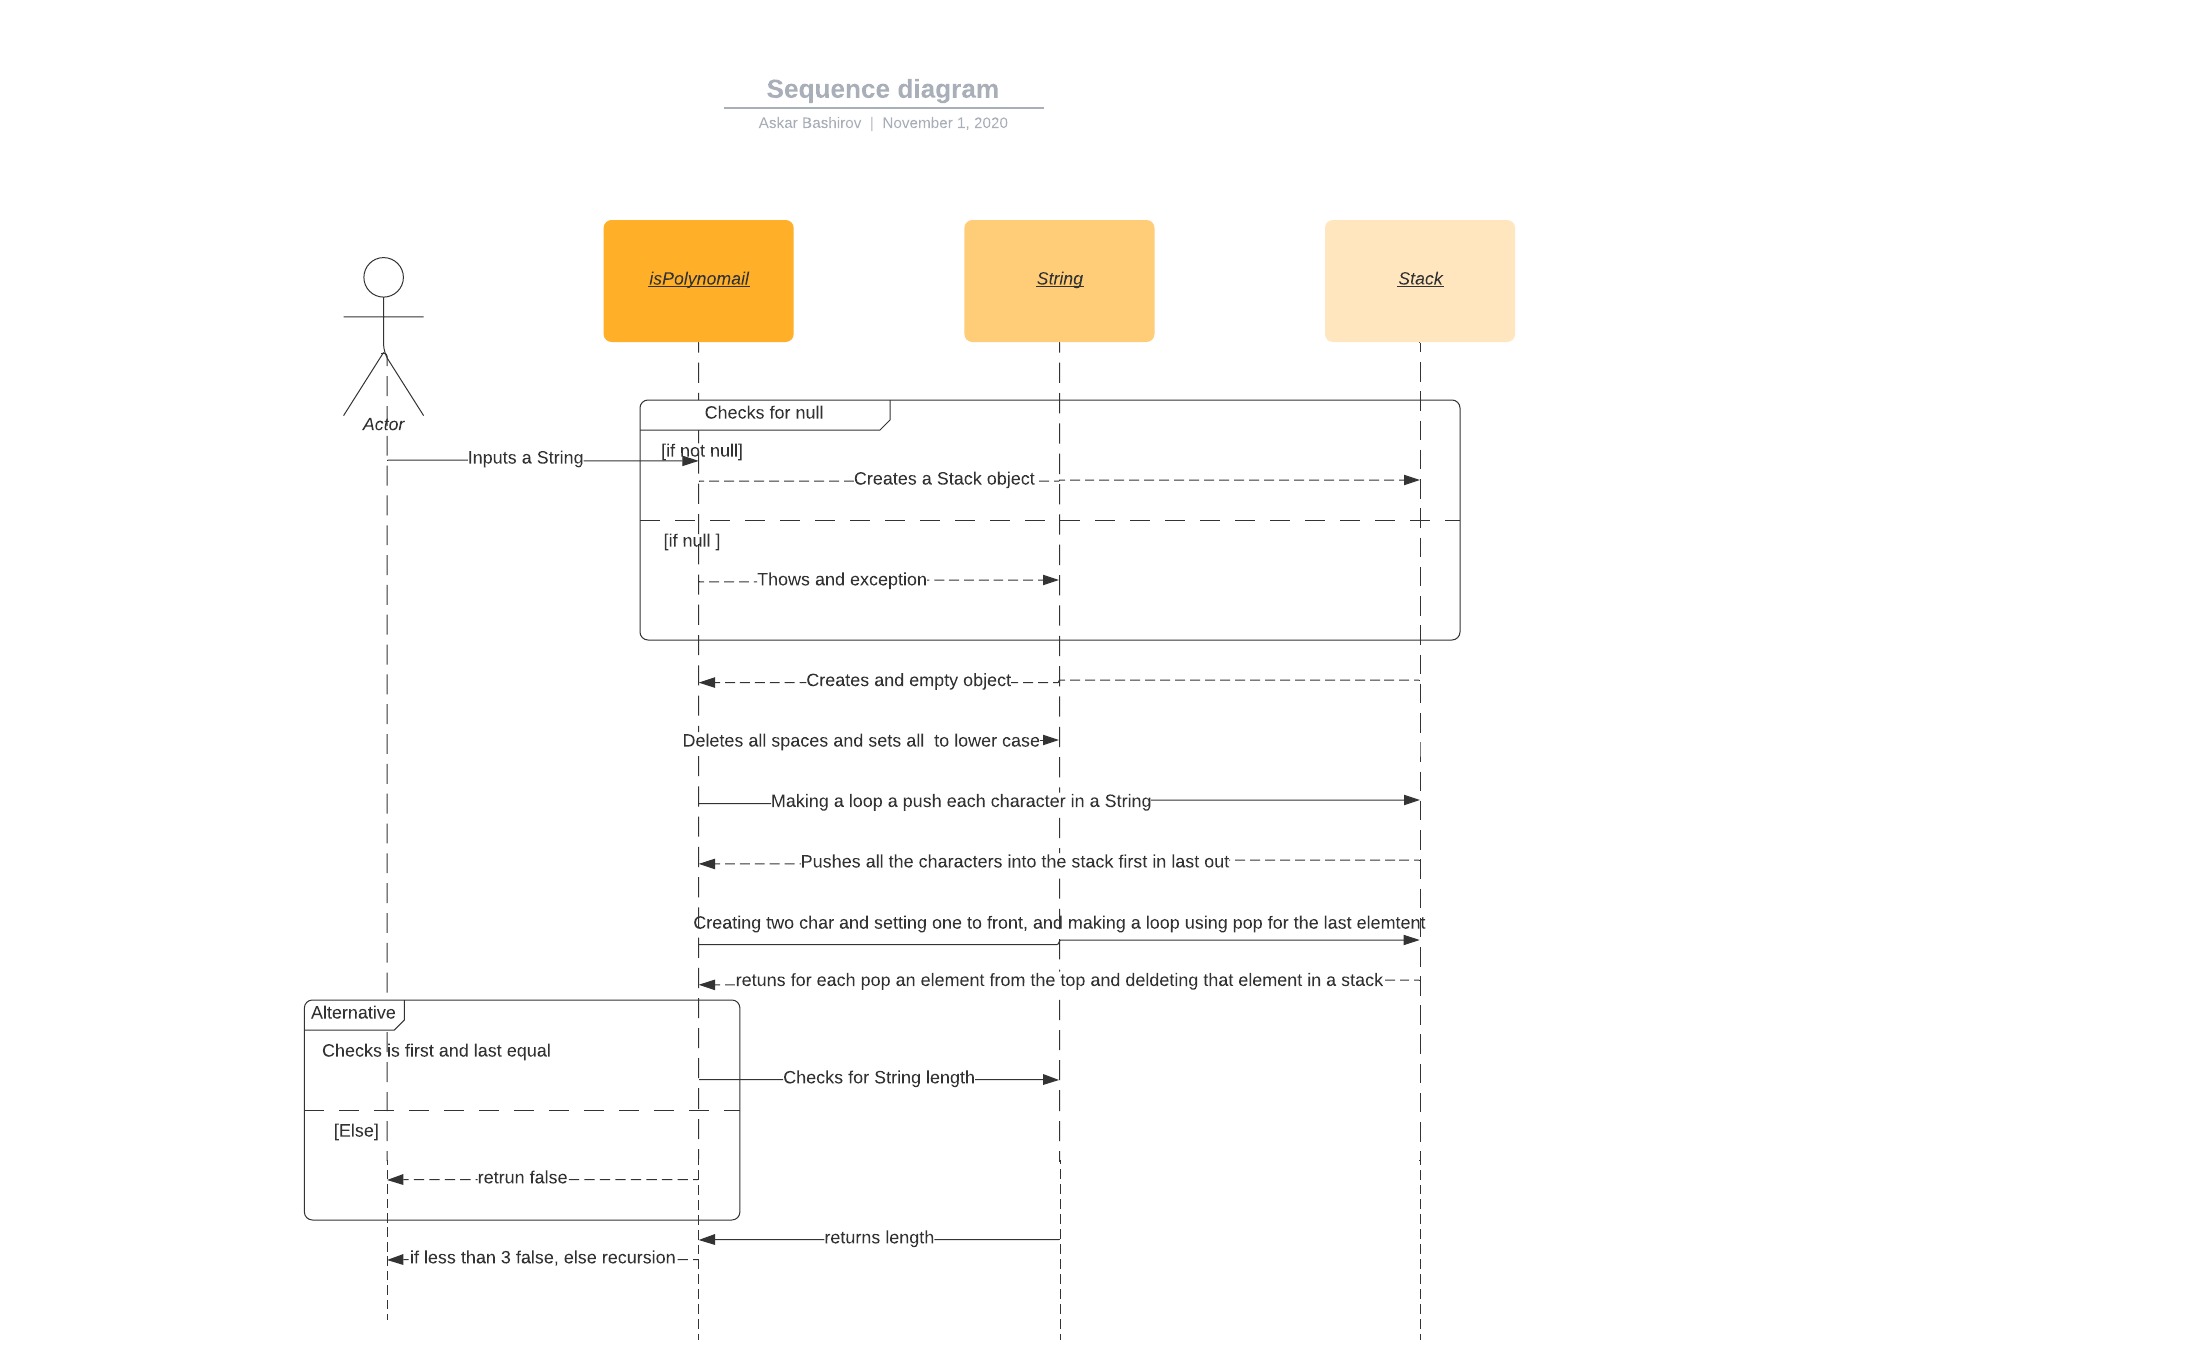 Sequence diagram
Askar Bashirov | November 1, 2020
isPolynomail
String
Stack
Actor
Checks for null
[if not null]
Inputs a String
Creates a Stack object
[if null ]
Thows and exception
Creates and empty object
Deletes all spaces and sets all  to lower case
Making a loop a push each character in a String
Pushes all the characters into the stack first in last out
Creating two char and setting one to front, and making a loop using pop for the last elemtent
retuns for each pop an element from the top and deldeting that element in a stack
Alternative
Checks is first and last equal
Checks for String length
[Else]
retrun false
returns length
if less than 3 false, else recursion